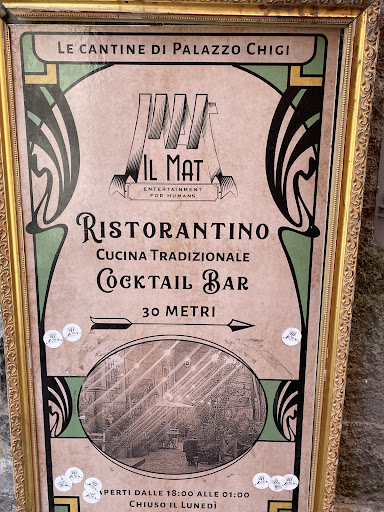 Le cantine di Palazzo Chigi
Il Mat
Entertainment
for humans
Ristorantino
Cucina Tradizionale
Cocktail Bar
30 metri
Aperti dalle 18:00 alle 01:00
Chiuso il Lunedì